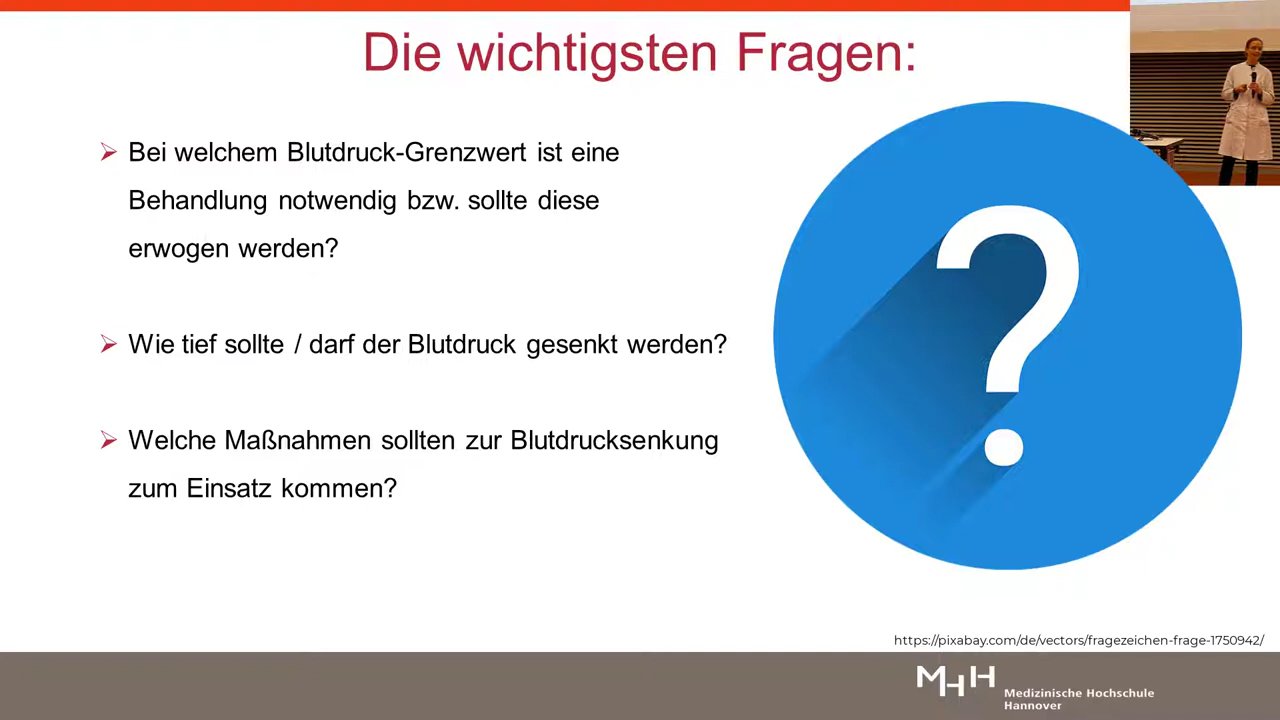 Die wichtigsten Fragen:
➢ Bei welchem Blutdruck-Grenzwert ist eine
Behandlung notwendig bzw. sollte diese
erwogen werden?
➢ Wie tief sollte / darf der Blutdruck gesenkt werden?
➢ Welche Maßnahmen sollten zur Blutdrucksenkung
zum Einsatz kommen?
?
https://pixabay.com/de/vectors/fragezeichen-frage-1750942/
MHH
Medizinische Hochschule
Hannover